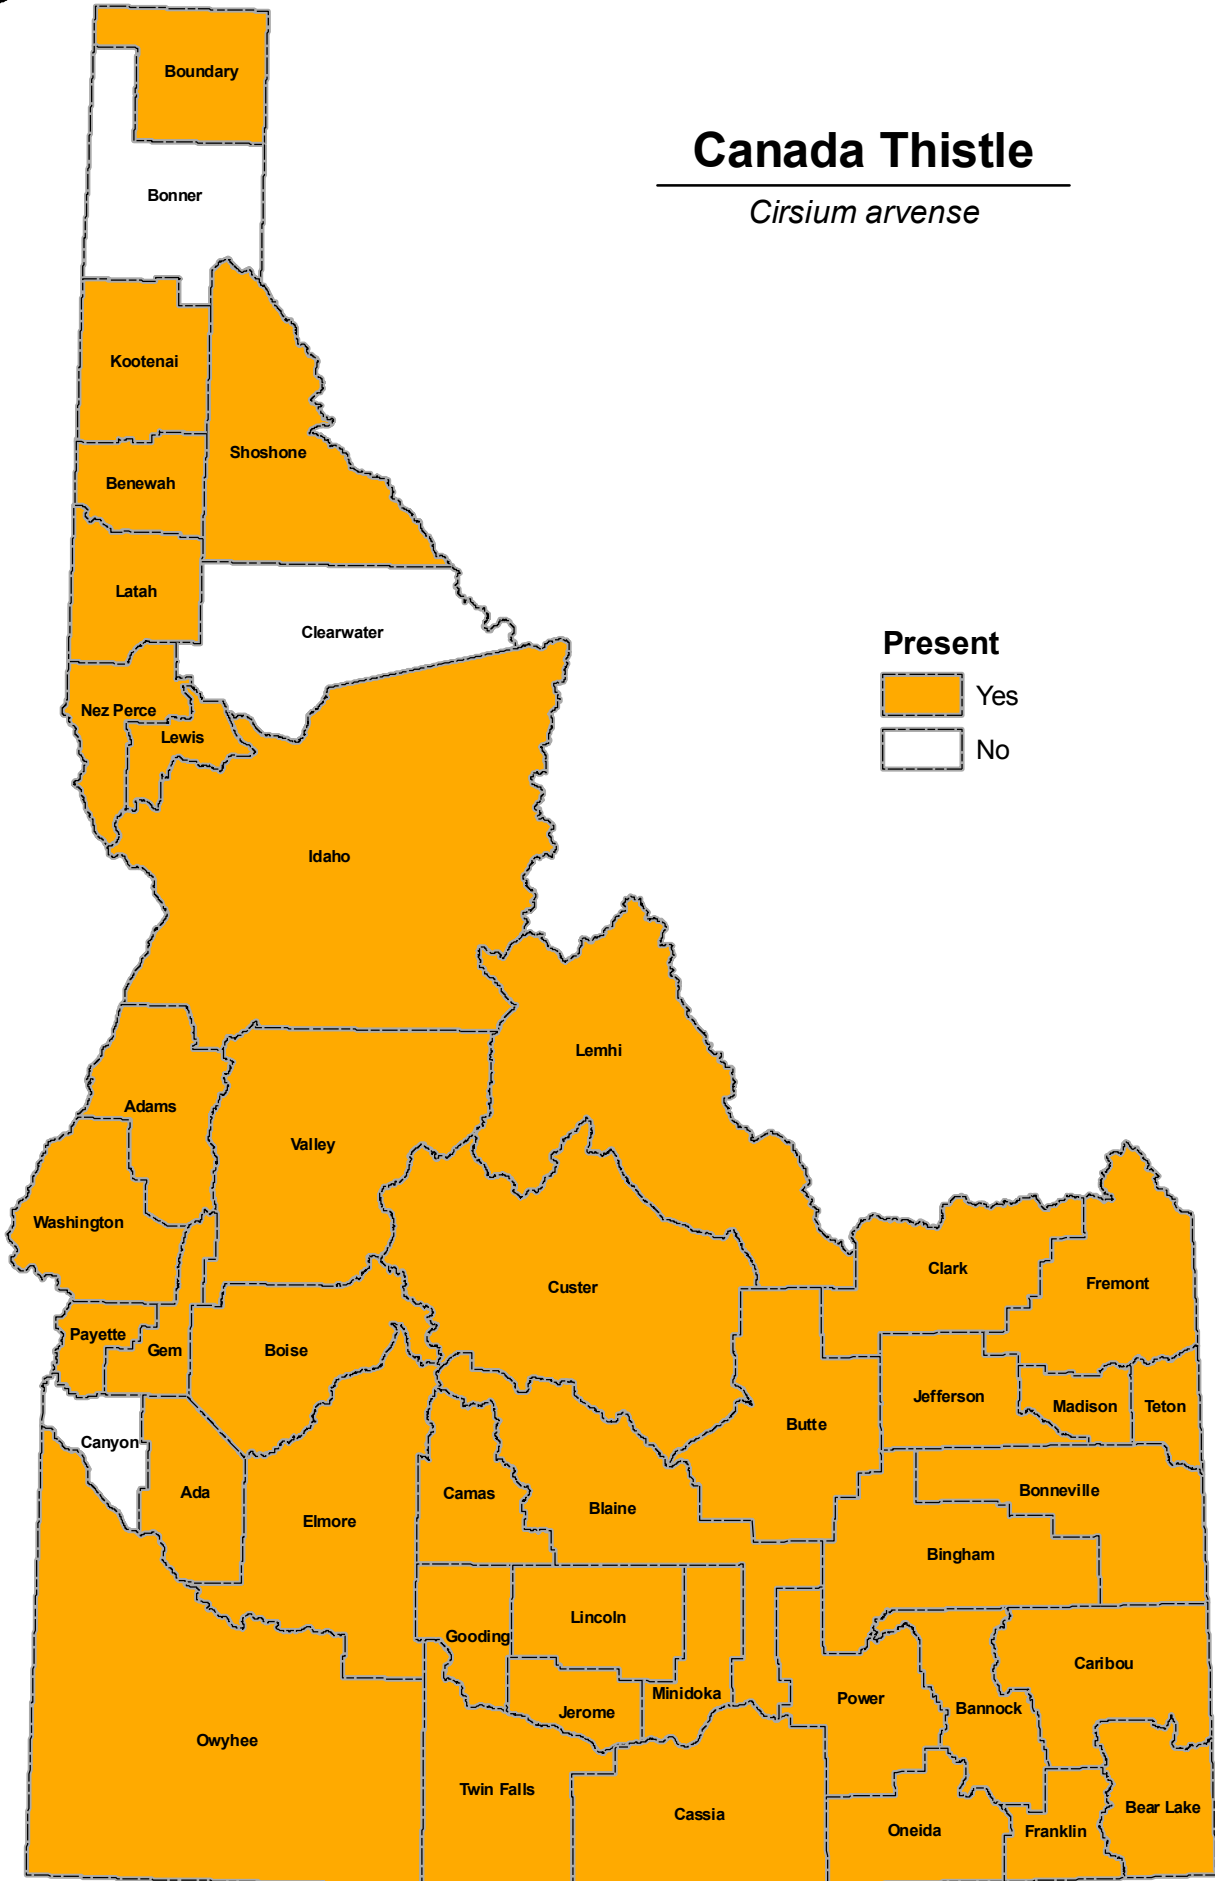 Boundary
Canada Thistle
Cirsium arvense
Bonner
Kootenai
Shoshone
Benewah
Latah
Clearwater
Present
Yes
No
Nez Perce
Lewis
Idaho
Lemhi
Adams
Valley
Washington
Clark
Fremont
Custer
Payette
Gem
Boise
Jefferson
Madison
Teton
Butte
Canyon
Ada
Camas
Blaine
Bonneville
Elmore
Bingham
Lincoln
Gooding
Caribou
Minidoka
Power
Bannock
Jerome
Owyhee
Twin Falls
Cassia
Bear Lake
Oneida
Franklin